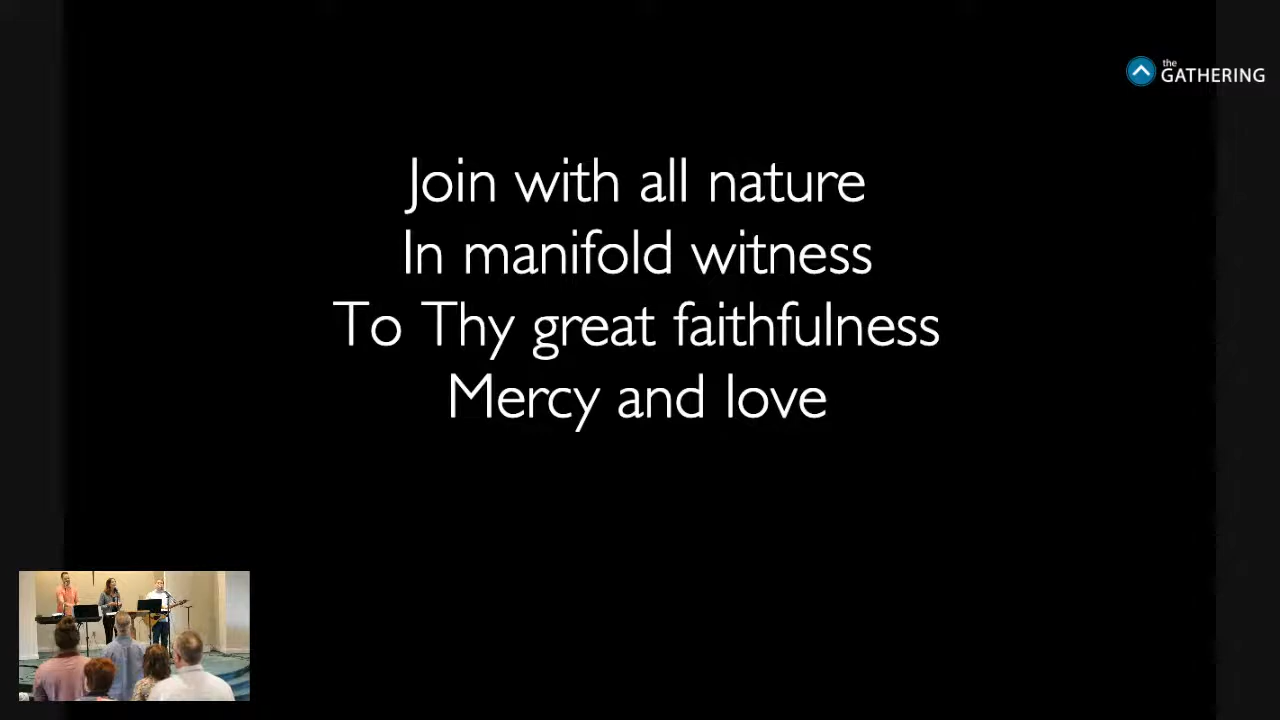 the
GATHERING
Join with all nature
In manifold witness
To Thy great faithfulness
Mercy and love